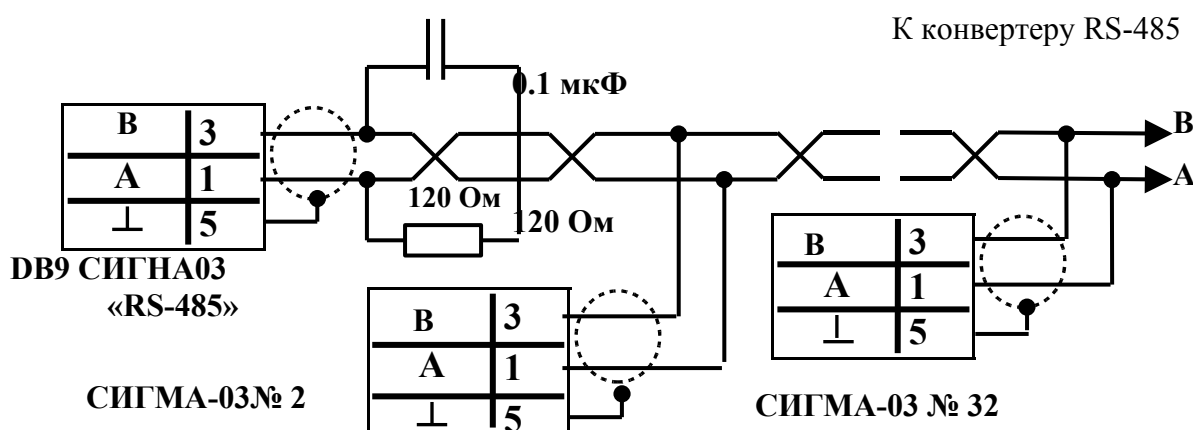 К конвертеру RS-485
0.1 мкФ
В 3
А 1
⊥ 5
В
А
120 Ом
120 Ом
DB9 СИГНА03
«RS-485»
В 3
А 1
⊥ 5
В 3
А 1
⊥ 5
СИГМА-03№ 2
СИГМА-03 № 32